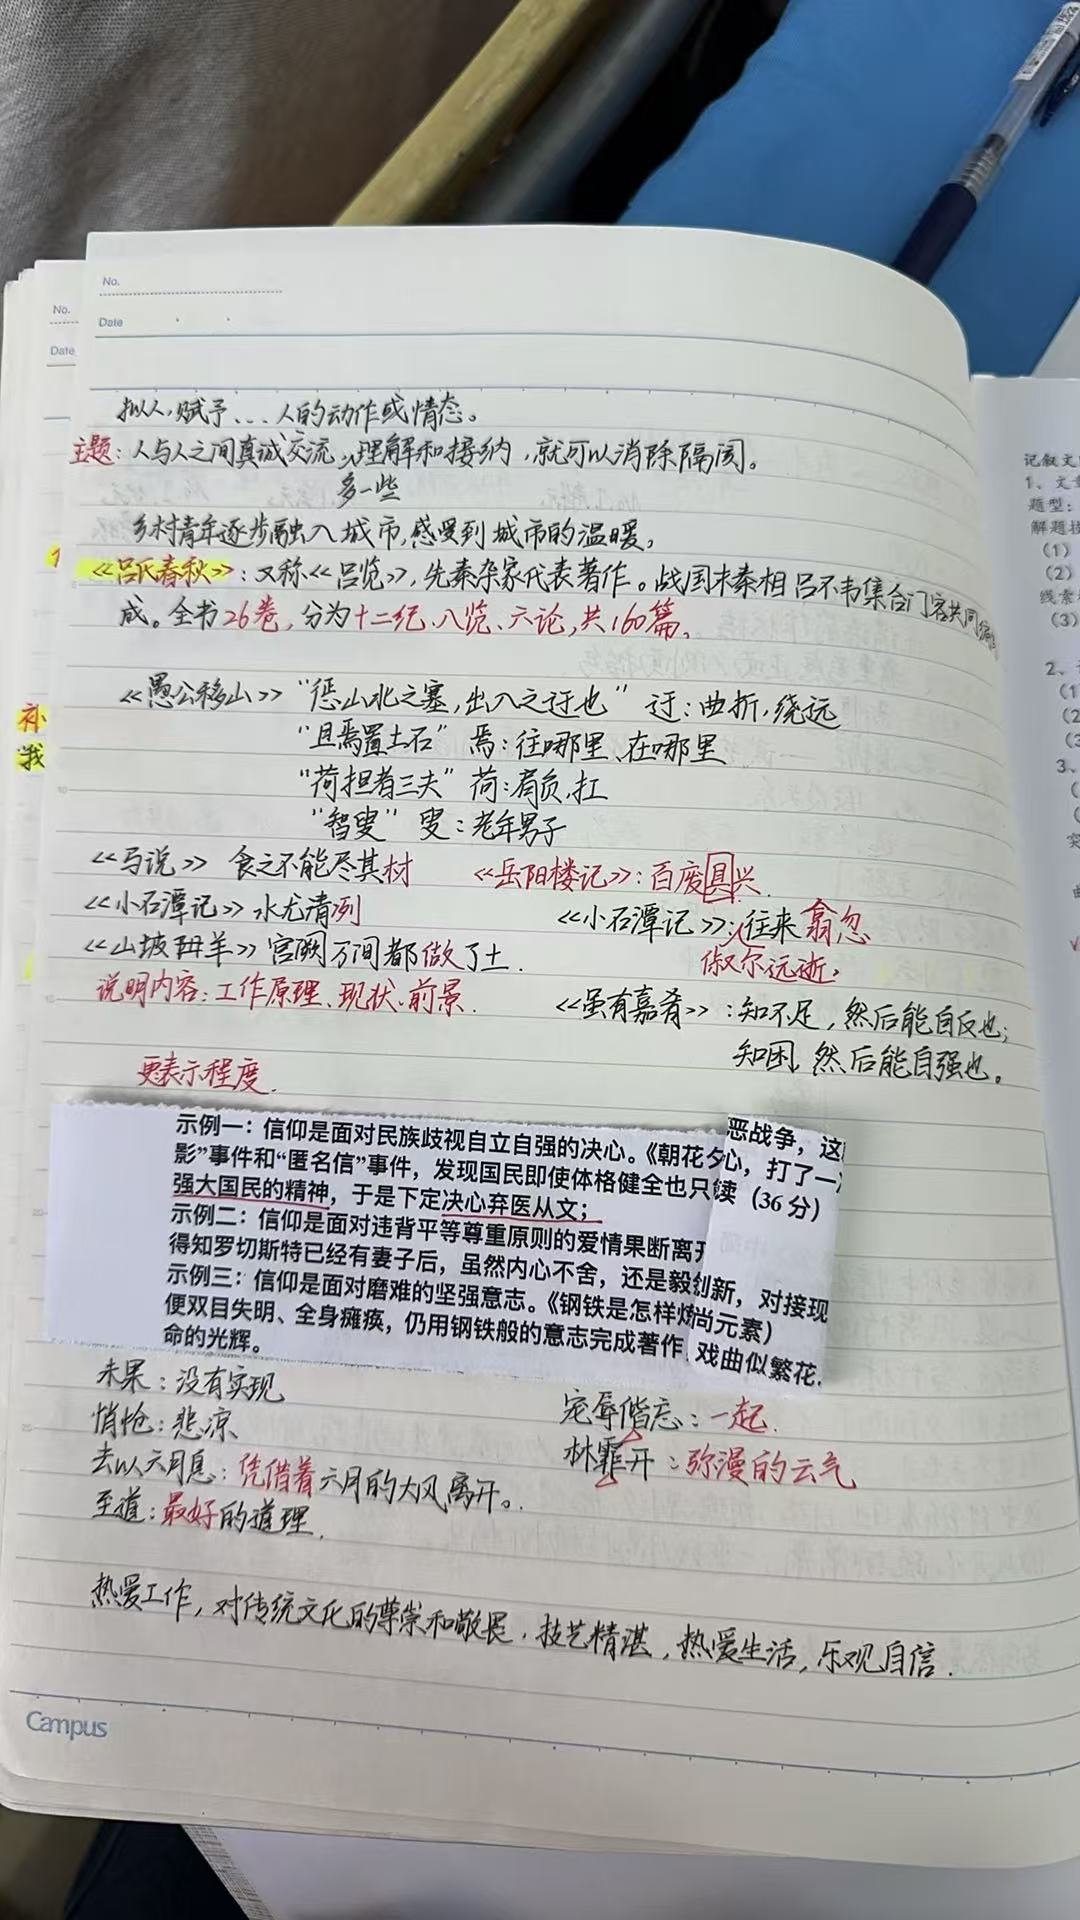 No.
Date
No.
Date
拟人，赋予...人的动作或情态。
主题：人与人之间真诚交流，理解和接纳，就可以消除隔阂。
多一些
乡村青年逐步融入城市，感受到城市的温暖，
《吕氏春秋》：又称《吕览》，先秦杂家代表著作。战国末秦相吕不韦集合门客共同编
成。全书26卷，分为十二纪、八览、六论，共160篇。
《愚公移山》“惩山北之塞，出入之迂也” 迂：曲折，绕远
“且焉置土石” 焉：往哪里、在哪里
“荷担者三夫” 荷：肩负，扛
“智叟” 叟：老年男子
《马说》 食之不能尽其材 《岳阳楼记》：百废具兴.
《小石潭记》水尤清冽 《小石潭记》：往来翕忽
俶尔远逝，
《山坡羊》宫阙万间都做了土.
说明内容：工作原理、现状、前景. 《虽有嘉肴》：知不足，然后能自反也；
知困，然后能自强也。
更表示程度.
补
我
示例一：信仰是面对民族歧视自立自强的决心。《朝花夕
影”事件和“匿名信”事件，发现国民即使体格健全也只
强大国民的精神，于是下定决心弃医从文；
示例二：信仰是面对违背平等尊重原则的爱情果断离开
得知罗切斯特已经有妻子后，虽然内心不舍，还是毅
示例三：信仰是面对磨难的坚强意志。《钢铁是怎样炼
便双目失明、全身瘫痪，仍用钢铁般的意志完成著作
命的光辉。
恶战争，这
心，打了一
读（36分）
创新，对接现
尚元素）
戏曲似繁花.
未果：没有实现
悄怆：悲凉
去以六月息：凭借着六月的大风离开。
至道：最好的道理.
宠辱偕忘：一起.
林霏开：弥漫的云气
热爱工作，对传统文化的尊崇和敬畏，技艺精湛，热爱生活，乐观自信.
Campus
记叙文
1、文章
题型：
解题技
（1）
（2）
线索
（3）
2、
（1
（2
（3
3、